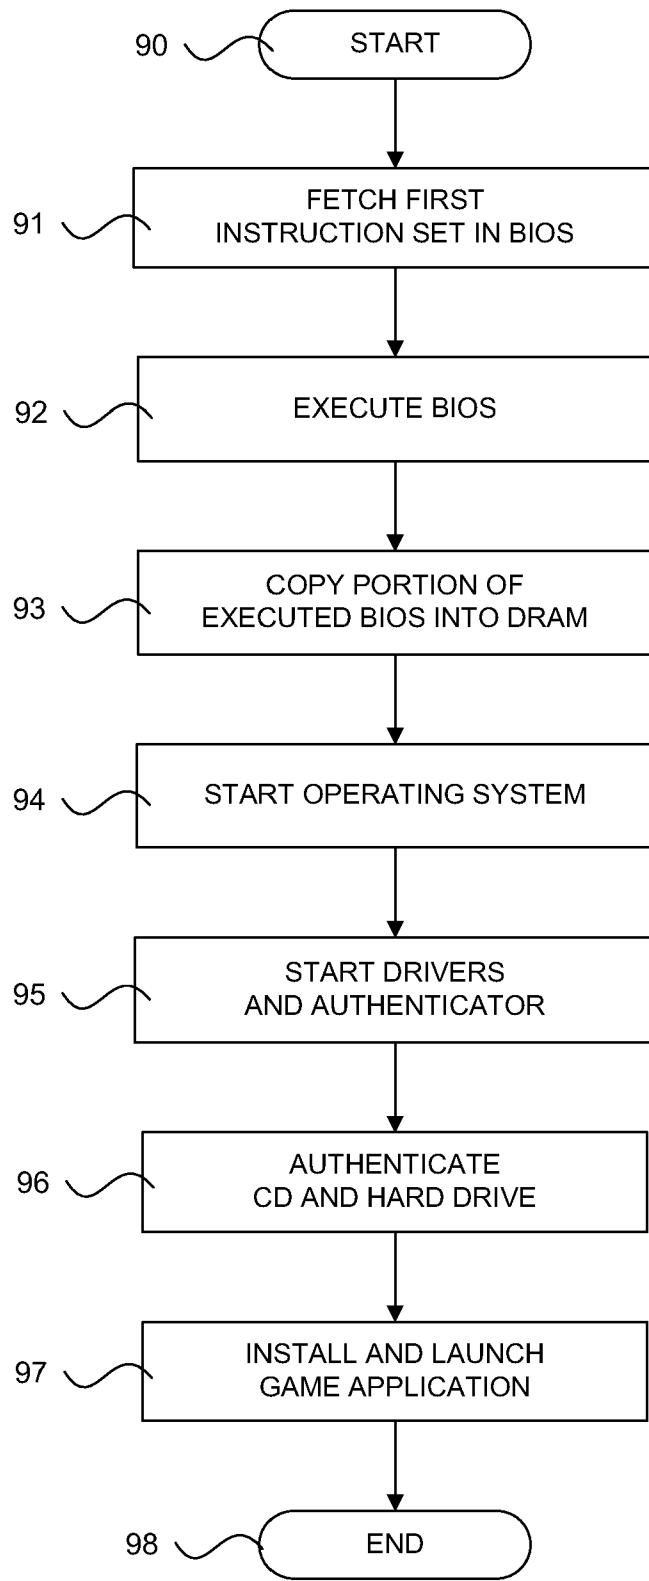 90
START
91
FETCH FIRST
INSTRUCTION SET IN BIOS
92
EXECUTE BIOS
93
COPY PORTION OF
EXECUTED BIOS INTO DRAM
94
START OPERATING SYSTEM
95
START DRIVERS
AND AUTHENTICATOR
96
AUTHENTICATE
CD AND HARD DRIVE
97
INSTALL AND LAUNCH
GAME APPLICATION
98
END